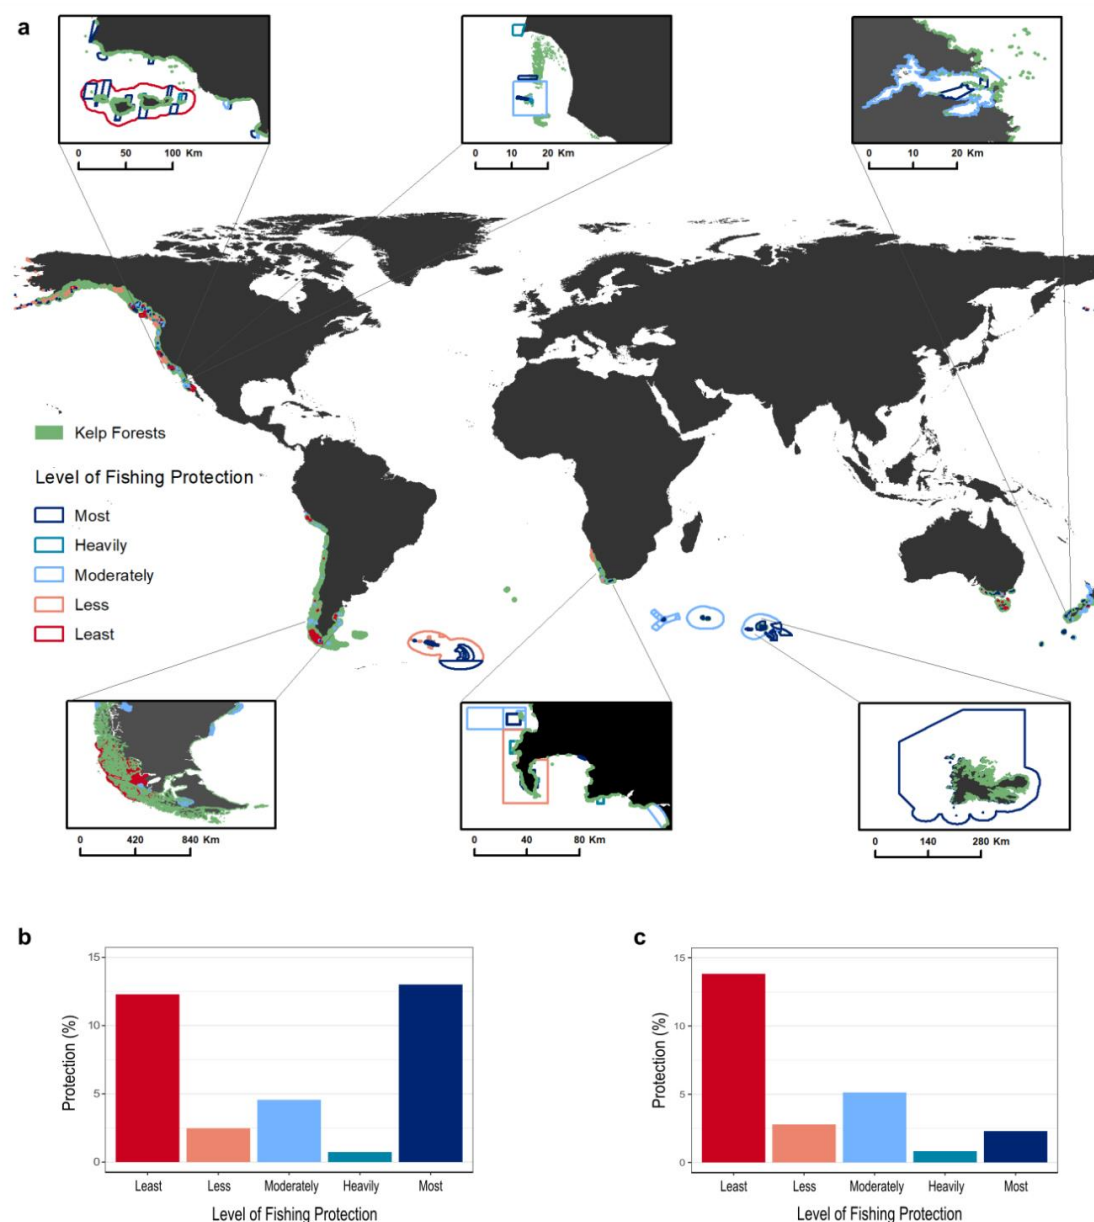 a
0 50 100 Km
0 10 20 Km
0 10 20 Km
Kelp Forests
Level of Fishing Protection
Most
Heavily
Moderately
Less
Least
0 420 840 Km
0 40 80 Km
0 140 280 Km
b
15
10
5
0
Protection (%)
Least Less Moderately Heavily Most
Level of Fishing Protection
c
15
10
5
0
Protection (%)
Least Less Moderately Heavily Most
Level of Fishing Protection